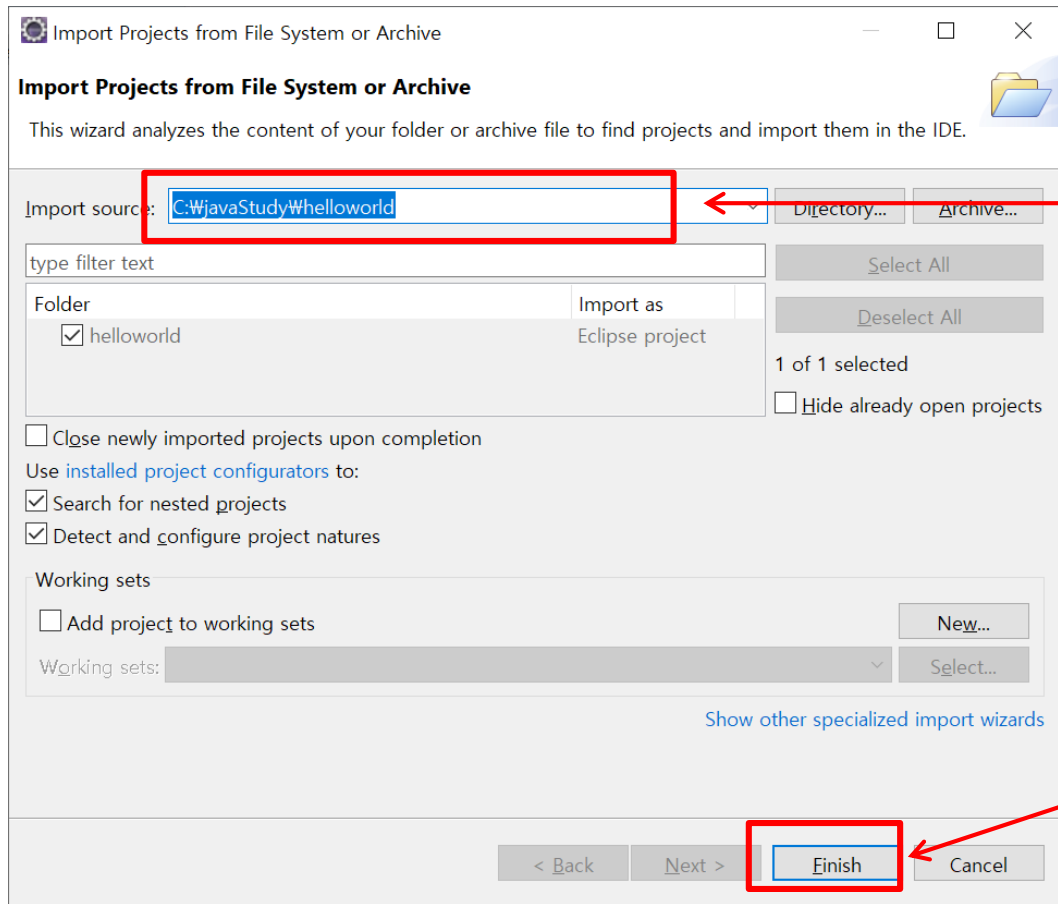 Import Projects from File System or Archive
Import Projects from File System or Archive
This wizard analyzes the content of your folder or archive file to find projects and import them in the IDE.
Import source: C:₩javaStudy₩helloworld Directory... Archive...
type filter text Select All
Folder Import as
Deselect All
helloworld Eclipse project
1 of 1 selected
Hide already open projects
Close newly imported projects upon completion
Use installed project configurators to:
Search for nested projects
Detect and configure project natures
Working sets
Add project to working sets New...
Working sets: Select...
Show other specialized import wizards
< Back Next > Finish Cancel